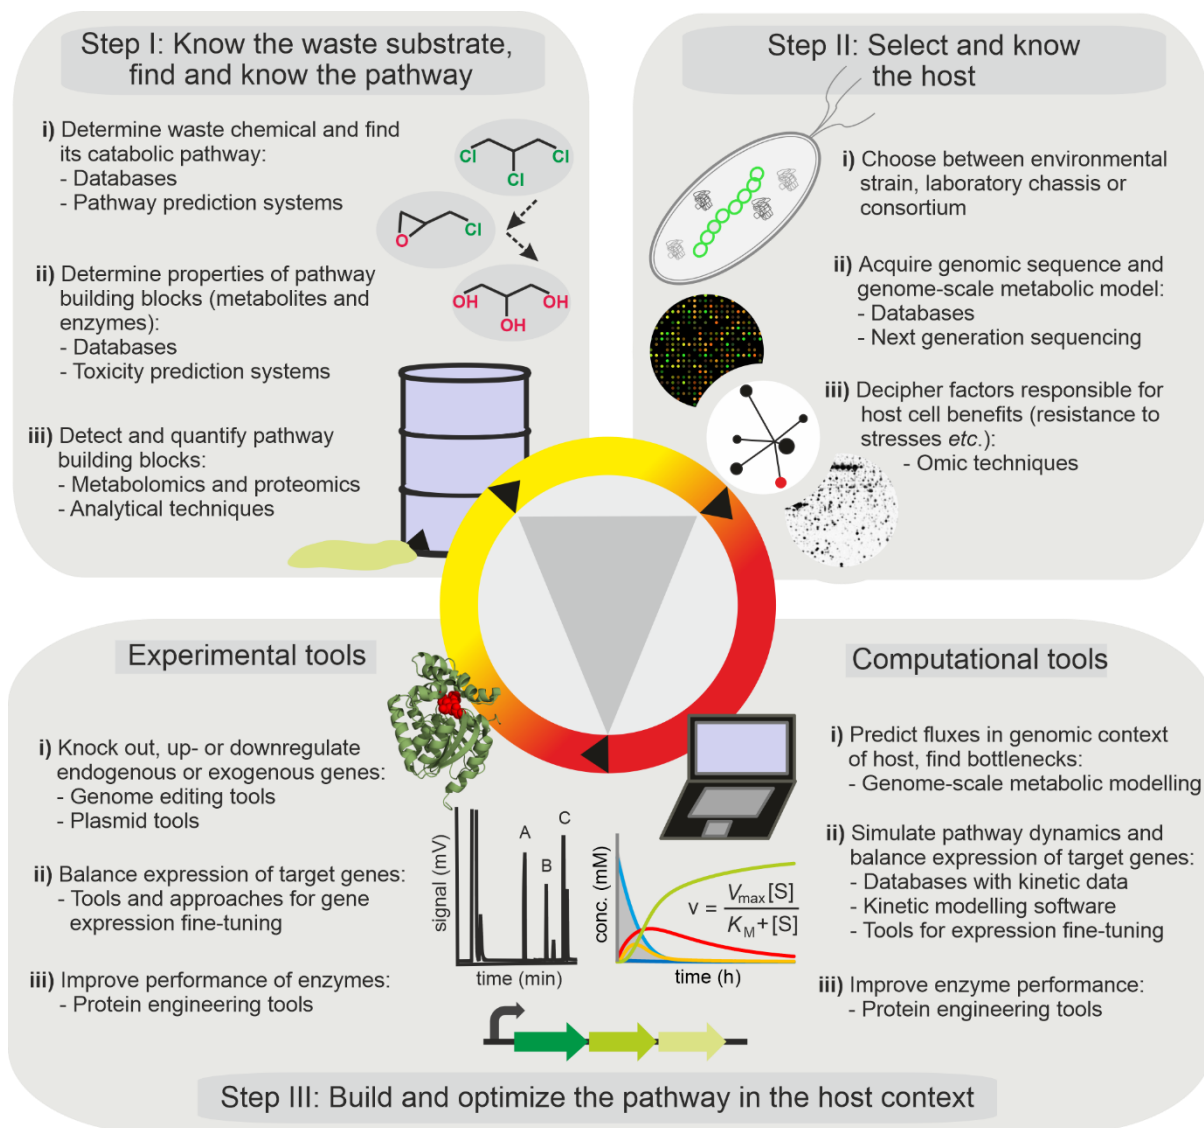 Step I: Know the waste substrate,
find and know the pathway
i) Determine waste chemical and find
its catabolic pathway:
- Databases
- Pathway prediction systems
Cl
Cl
Cl
Cl
O
ii) Determine properties of pathway
building blocks (metabolites and
enzymes):
- Databases
- Toxicity prediction systems
OH
OH
OH
iii) Detect and quantify pathway
building blocks:
- Metabolomics and proteomics
- Analytical techniques
Step II: Select and know
the host
i) Choose between environmental
strain, laboratory chassis or
consortium
ii) Acquire genomic sequence and
genome-scale metabolic model:
- Databases
- Next generation sequencing
iii) Decipher factors responsible for
host cell benefits (resistance to
stresses etc.):
- Omic techniques
Experimental tools
i) Knock out, up- or downregulate
endogenous or exogenous genes:
- Genome editing tools
- Plasmid tools
ii) Balance expression of target genes:
- Tools and approaches for gene
expression fine-tuning
iii) Improve performance of enzymes:
- Protein engineering tools
signal (mV)
A
B
C
time (min)
conc. (mM)
v = Vmax[S] / KM+[S]
time (h)
Computational tools
i) Predict fluxes in genomic context
of host, find bottlenecks:
- Genome-scale metabolic modelling
ii) Simulate pathway dynamics and
balance expression of target genes:
- Databases with kinetic data
- Kinetic modelling software
- Tools for expression fine-tuning
iii) Improve enzyme performance:
- Protein engineering tools
Step III: Build and optimize the pathway in the host context